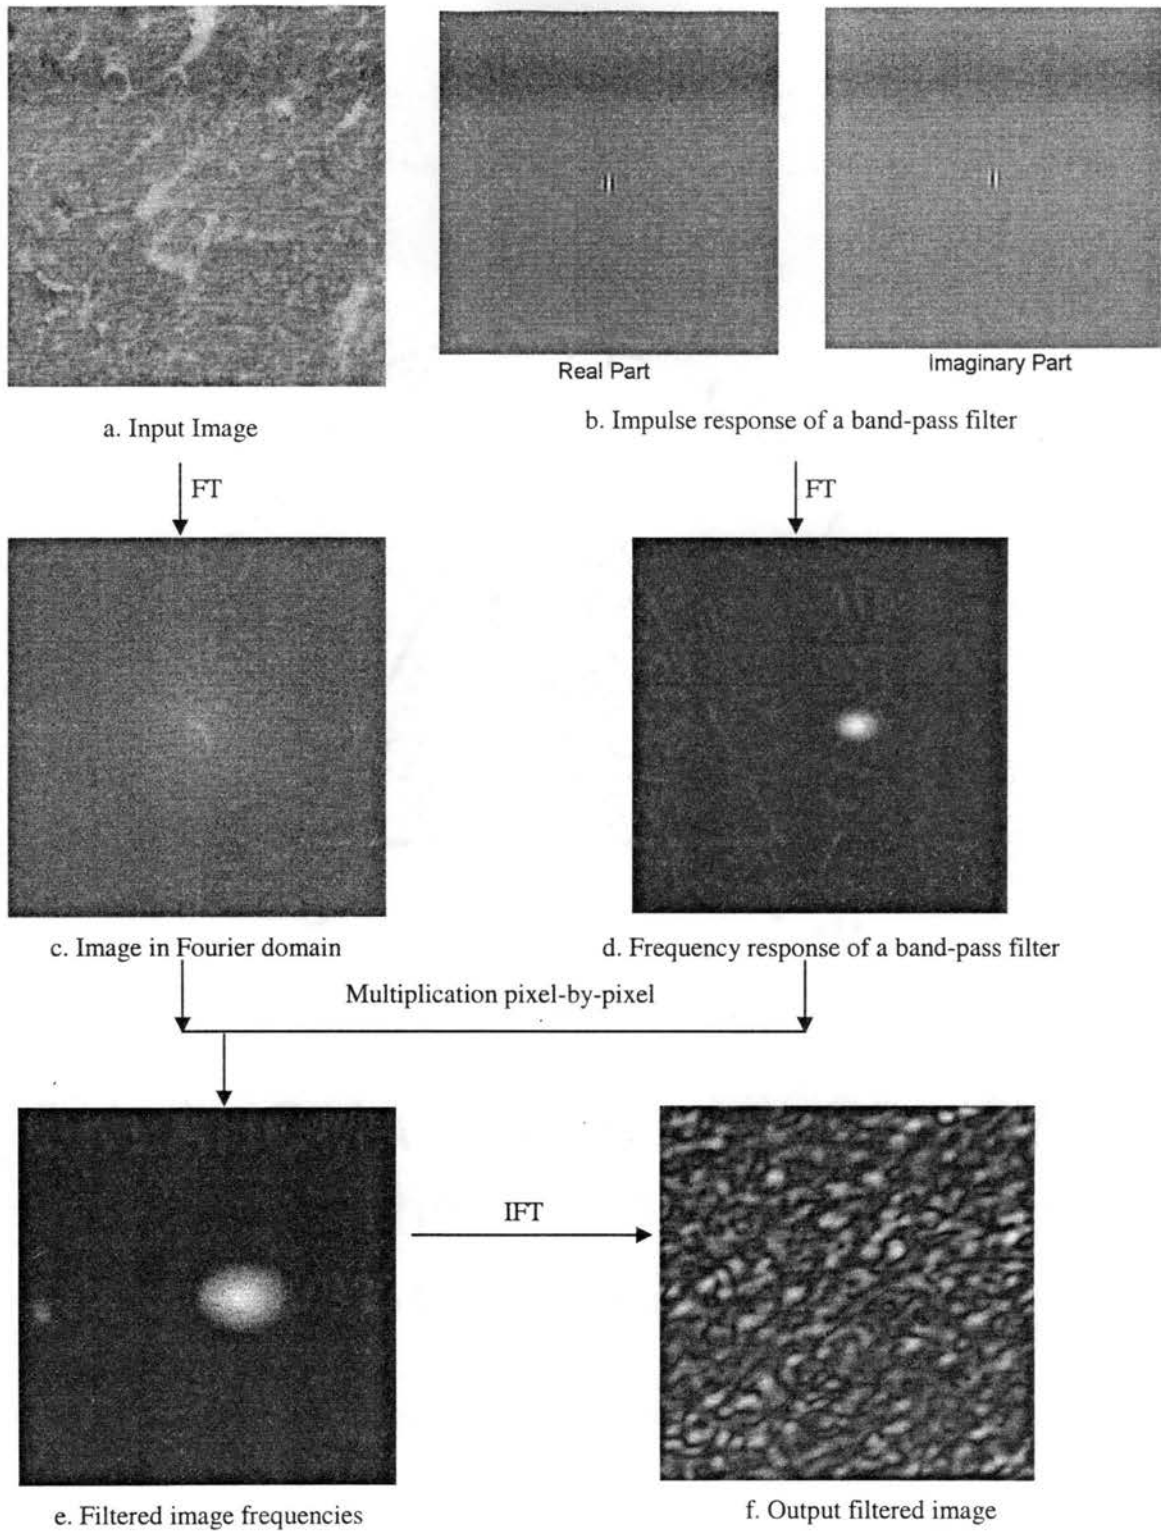 Real Part
Imaginary Part
a. Input Image
b. Impulse response of a band-pass filter
FT
FT
c. Image in Fourier domain
d. Frequency response of a band-pass filter
Multiplication pixel-by-pixel
IFT
e. Filtered image frequencies
f. Output filtered image